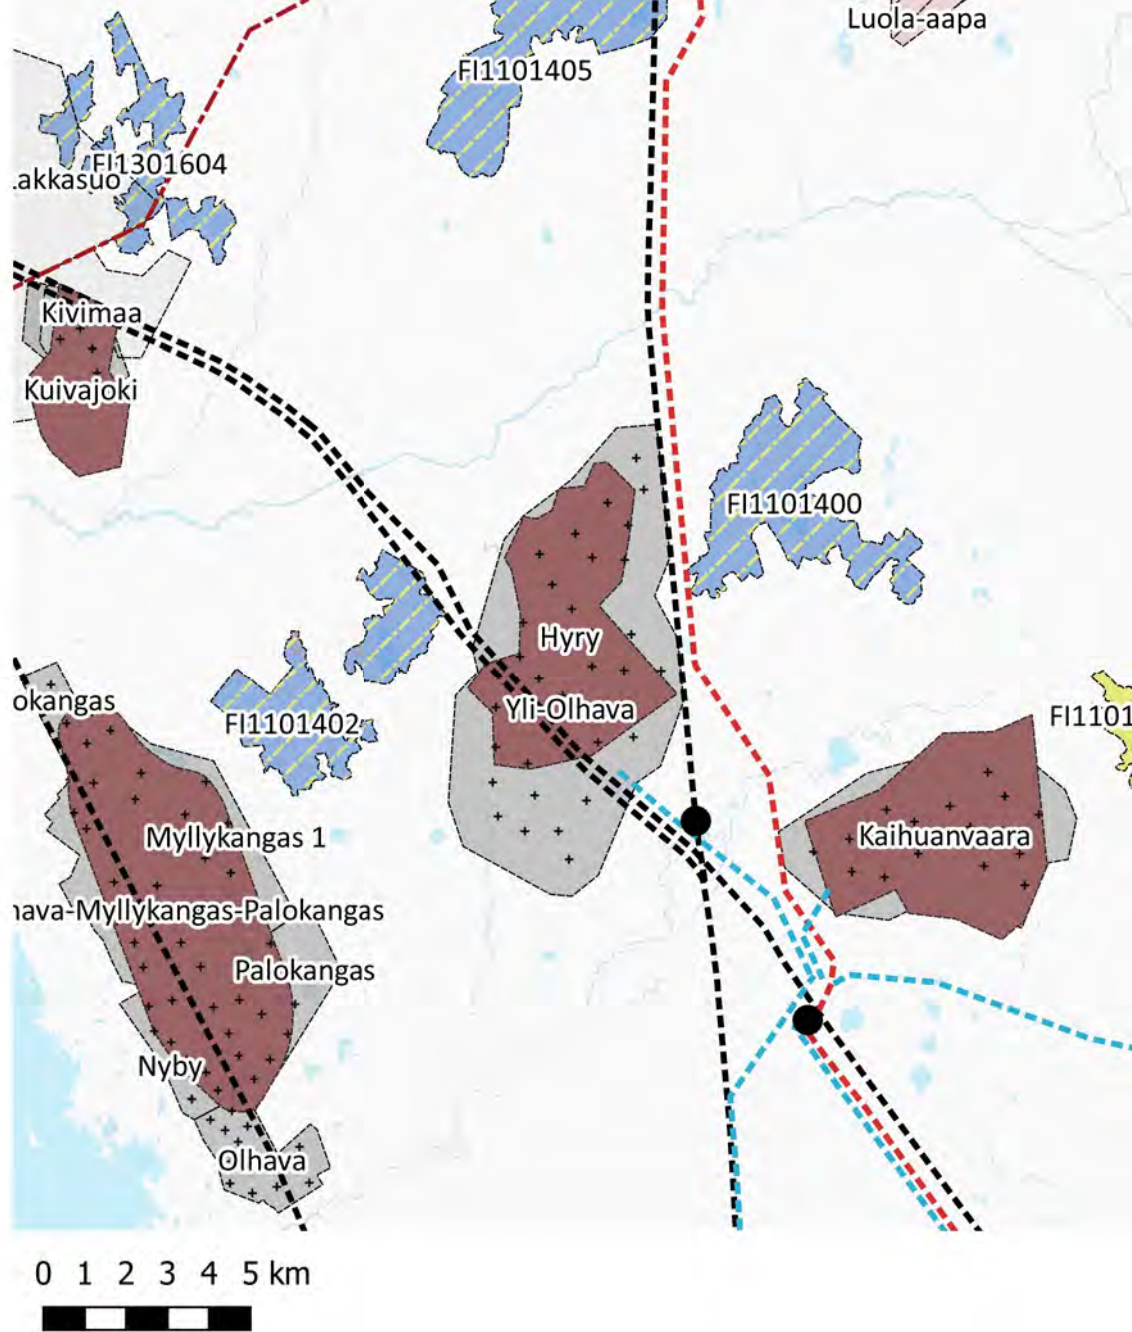 Luola-aapa
FI1101405
FI1301604
akkasuo
Kivimaa
Kuivajoki
FI1101400
Hyry
okangas
FI1101402
Yli-Olhava
FI1101
Myllykangas 1
Kaihuanvaara
ava-Myllykangas-Palokangas
Palokangas
Nyby
Olhava
0 1 2 3 4 5 km